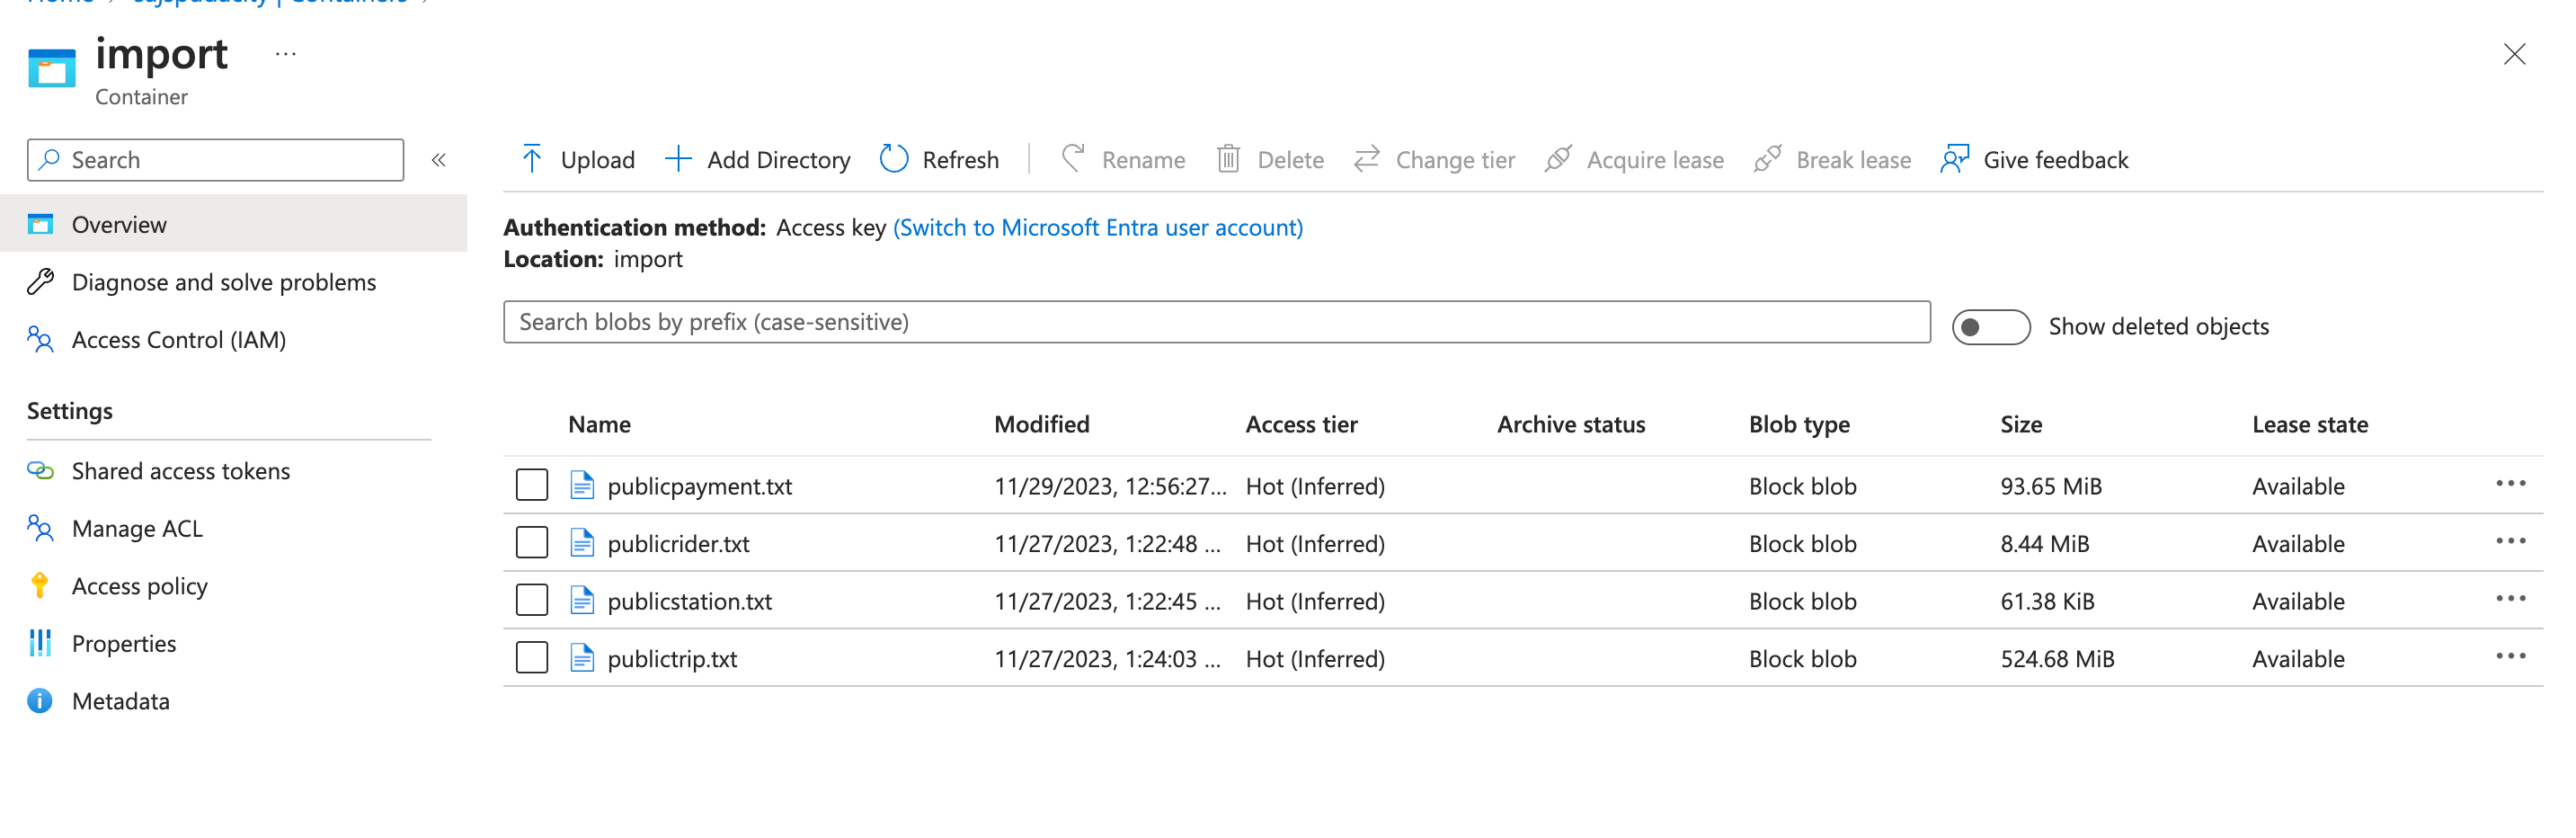 import ...
Container
Search
«
Upload
Add Directory
Refresh
Rename
Delete
Change tier
Acquire lease
Break lease
Give feedback
Overview
Diagnose and solve problems
Access Control (IAM)
Settings
Shared access tokens
Manage ACL
Access policy
Properties
Metadata
Authentication method: Access key (Switch to Microsoft Entra user account)
Location: import
Search blobs by prefix (case-sensitive)
Show deleted objects
Name Modified Access tier Archive status Blob type Size Lease state
publicpayment.txt 11/29/2023, 12:56:27... Hot (Inferred) Block blob 93.65 MiB Available ...
publicrider.txt 11/27/2023, 1:22:48 ... Hot (Inferred) Block blob 8.44 MiB Available ...
publicstation.txt 11/27/2023, 1:22:45 ... Hot (Inferred) Block blob 61.38 KiB Available ...
publictrip.txt 11/27/2023, 1:24:03 ... Hot (Inferred) Block blob 524.68 MiB Available ...